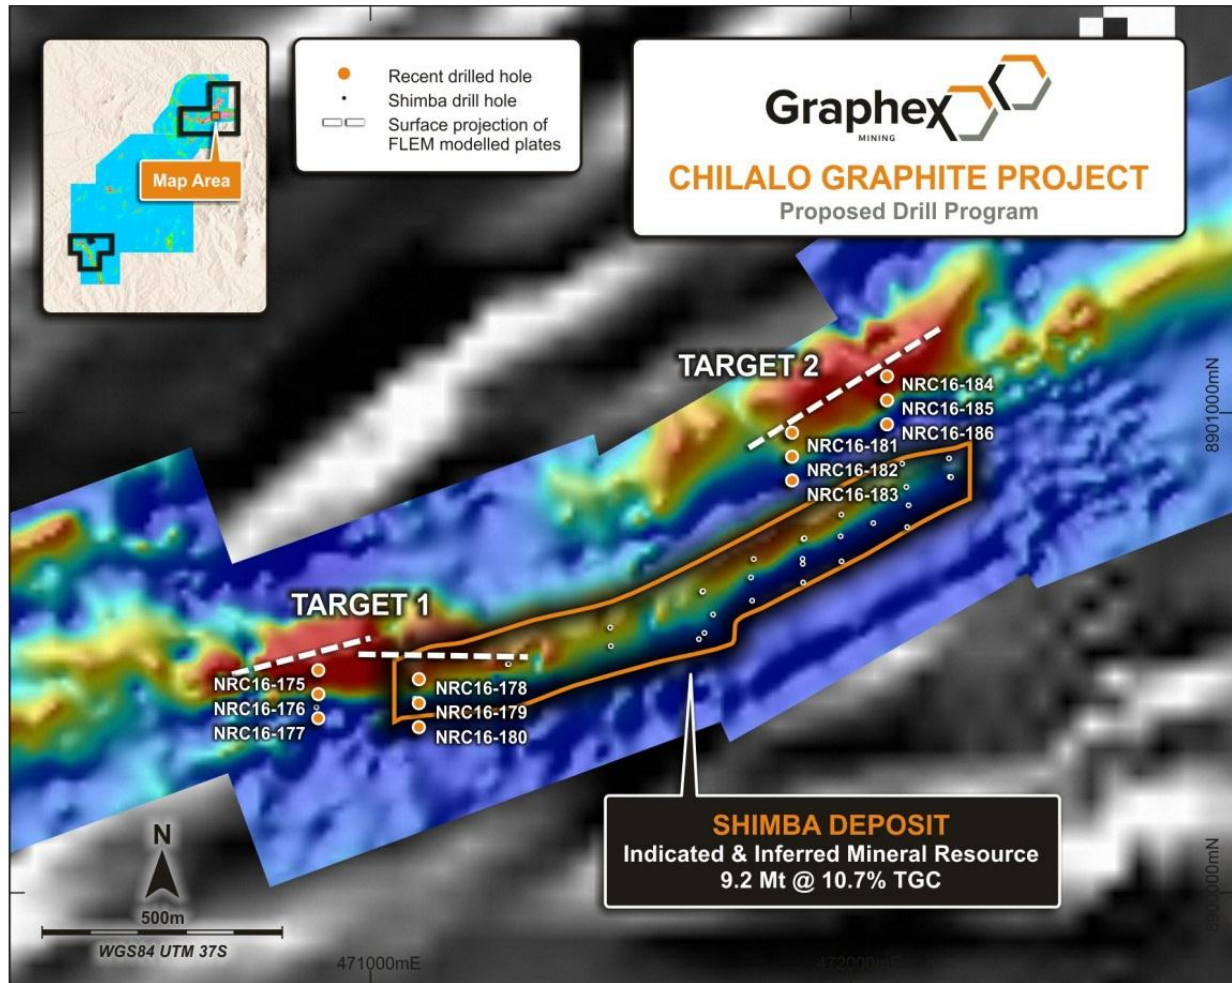 Map Area
Recent drilled hole
Shimba drill hole
Surface projection of
FLEM modelled plates
Graphex
MINING
CHILALO GRAPHITE PROJECT
Proposed Drill Program
TARGET 2
NRC16-184
NRC16-185
NRC16-186
NRC16-181
NRC16-182
NRC16-183
8901000mN
TARGET 1
NRC16-175
NRC16-176
NRC16-177
NRC16-178
NRC16-179
NRC16-180
SHIMBA DEPOSIT
Indicated & Inferred Mineral Resource
9.2 Mt @ 10.7% TGC
N
500m
WGS84 UTM 37S
471000mE
472000mE
8900000mN